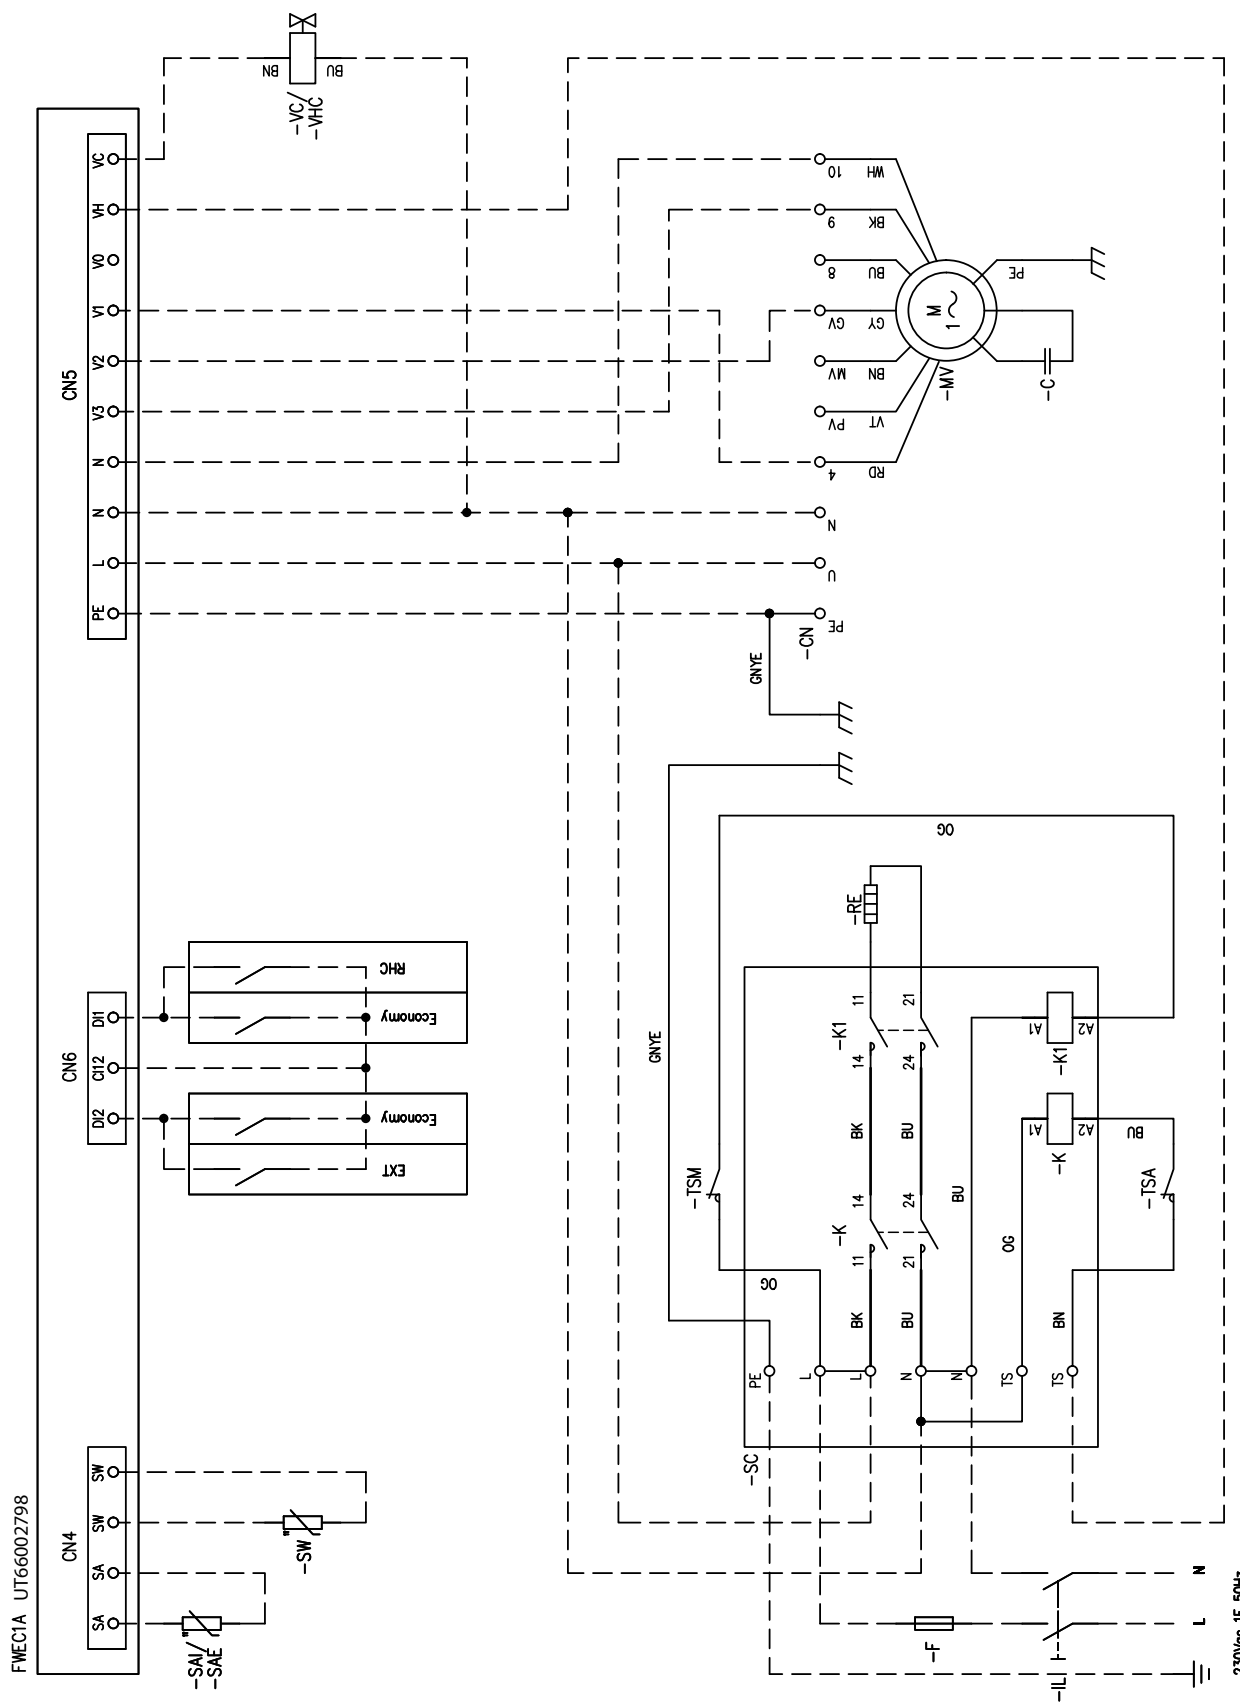 FWEC1A UT66002798
CN4
SA
SA
SW
SW
CN6
DI2
CI12
DI1
CN5
PE
L
N
N
V3
V2
V1
V0
VH
VC
-SAI/
-SAE
-SW
EXT
Economy
Economy
RHC
BN
BU
-VC/
-VHC
-CN
PE
U
N
4
PV
MV
GV
8
9
10
RD
VT
BN
GY
BU
BK
WH
M
1
-MV
PE
-C
GNYE
GNYE
-SC
PE
L
L
N
N
TS
TS
OG
-TSM
OG
BK
BU
11
14
21
24
-K
BK
BU
14
11
24
21
-K1
-RE
BU
OG
BN
A1
A2
-K
A1
A2
-K1
BU
-TSA
-F
-IL
L
N
230Vac 1F 50Hz